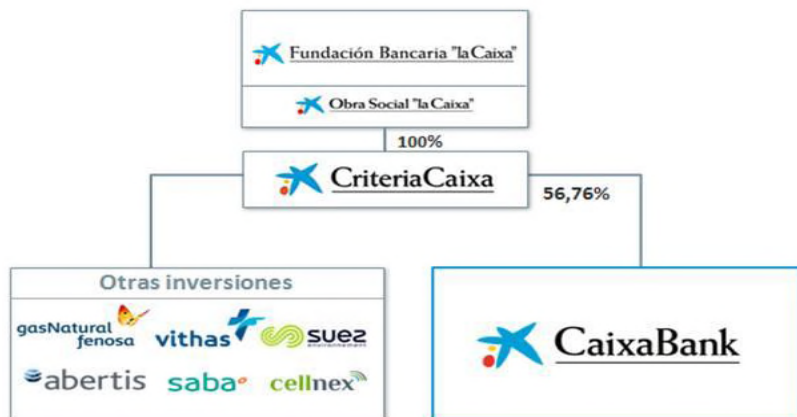 Fundación Bancaria "la Caixa"
Obra Social "la Caixa"
100%
CriteriaCaixa
56,76%
Otras inversiones
gasNatural
fenosa
vithas
suez
environnement
abertis
saba
cellnex
CaixaBank